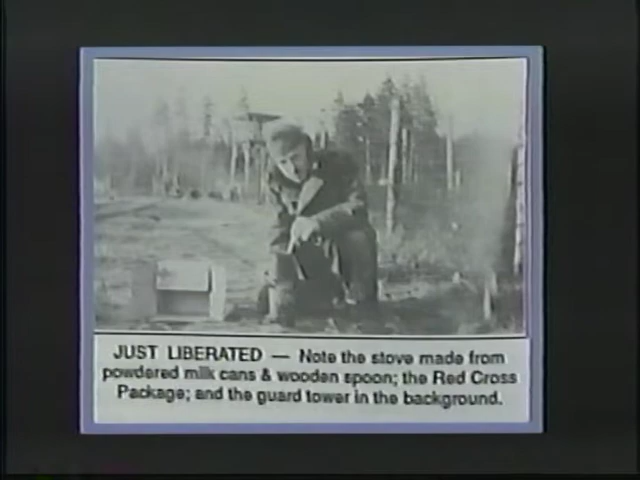 JUST LIBERATED — Note the stove made from
powdered milk cans & wooden spoon; the Red Cross
Package; and the guard tower in the background.